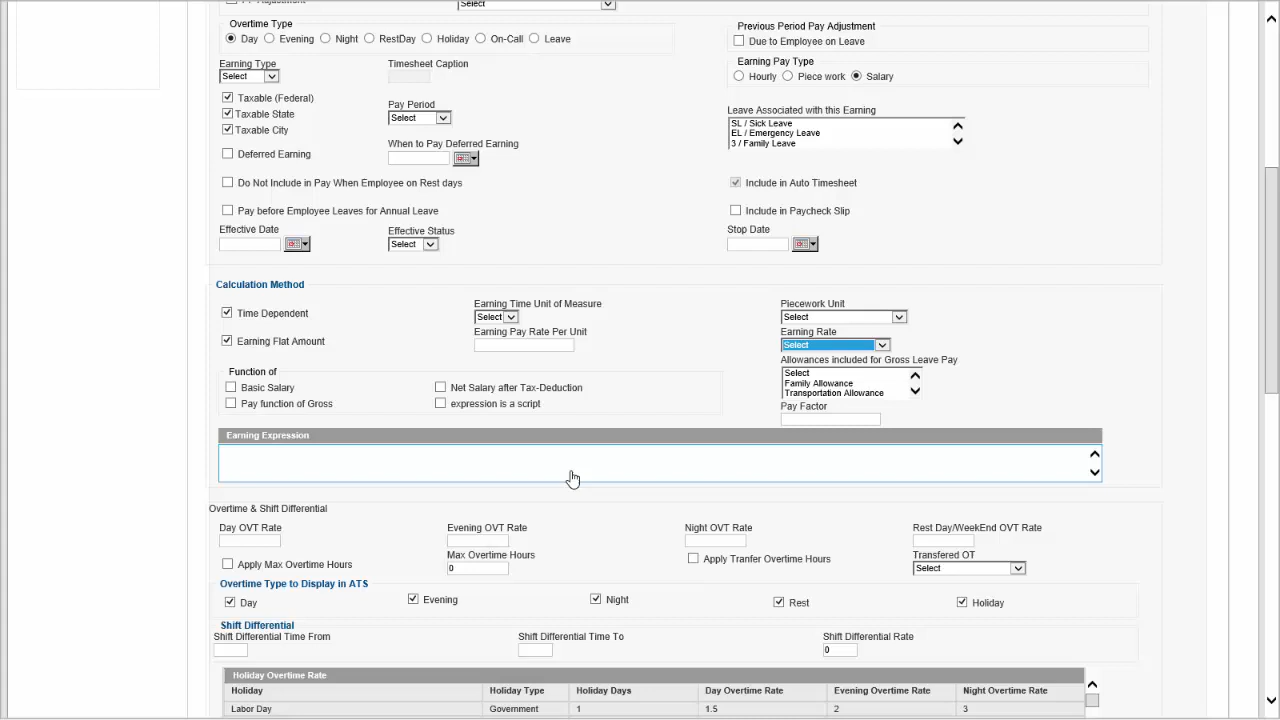 Select
Overtime Type
Day Evening Night RestDay Holiday On-Call Leave
Previous Period Pay Adjustment
Due to Employee on Leave
Earning Type
Select
Timesheet Caption
Earning Pay Type
Hourly Piece work Salary
Taxable (Federal)
Taxable State
Taxable City
Pay Period
Select
Leave Associated with this Earning
SL / Sick Leave
EL / Emergency Leave
3 / Family Leave
Deferred Earning
When to Pay Deferred Earning
Do Not Include in Pay When Employee on Rest days
Include in Auto Timesheet
Pay before Employee Leaves for Annual Leave
Include in Paycheck Slip
Effective Date
Effective Status
Select
Stop Date
Calculation Method
Time Dependent
Earning Time Unit of Measure
Select
Piecework Unit
Select
Earning Flat Amount
Earning Pay Rate Per Unit
Earning Rate
Select
Allowances included for Gross Leave Pay
Select
Family Allowance
Transportation Allowance
Function of
Basic Salary
Net Salary after Tax-Deduction
Pay function of Gross
expression is a script
Pay Factor
Earning Expression
Overtime & Shift Differential
Day OVT Rate
Evening OVT Rate
Night OVT Rate
Rest Day/WeekEnd OVT Rate
Apply Max Overtime Hours
Max Overtime Hours
0
Apply Tranfer Overtime Hours
Transfered OT
Select
Overtime Type to Display in ATS
Day Evening Night Rest Holiday
Shift Differential
Shift Differential Time From
Shift Differential Time To
Shift Differential Rate
0
Holiday Overtime Rate
Holiday Holiday Type Holiday Days Day Overtime Rate Evening Overtime Rate Night Overtime Rate
Labor Day Government 1 1.5 2 3